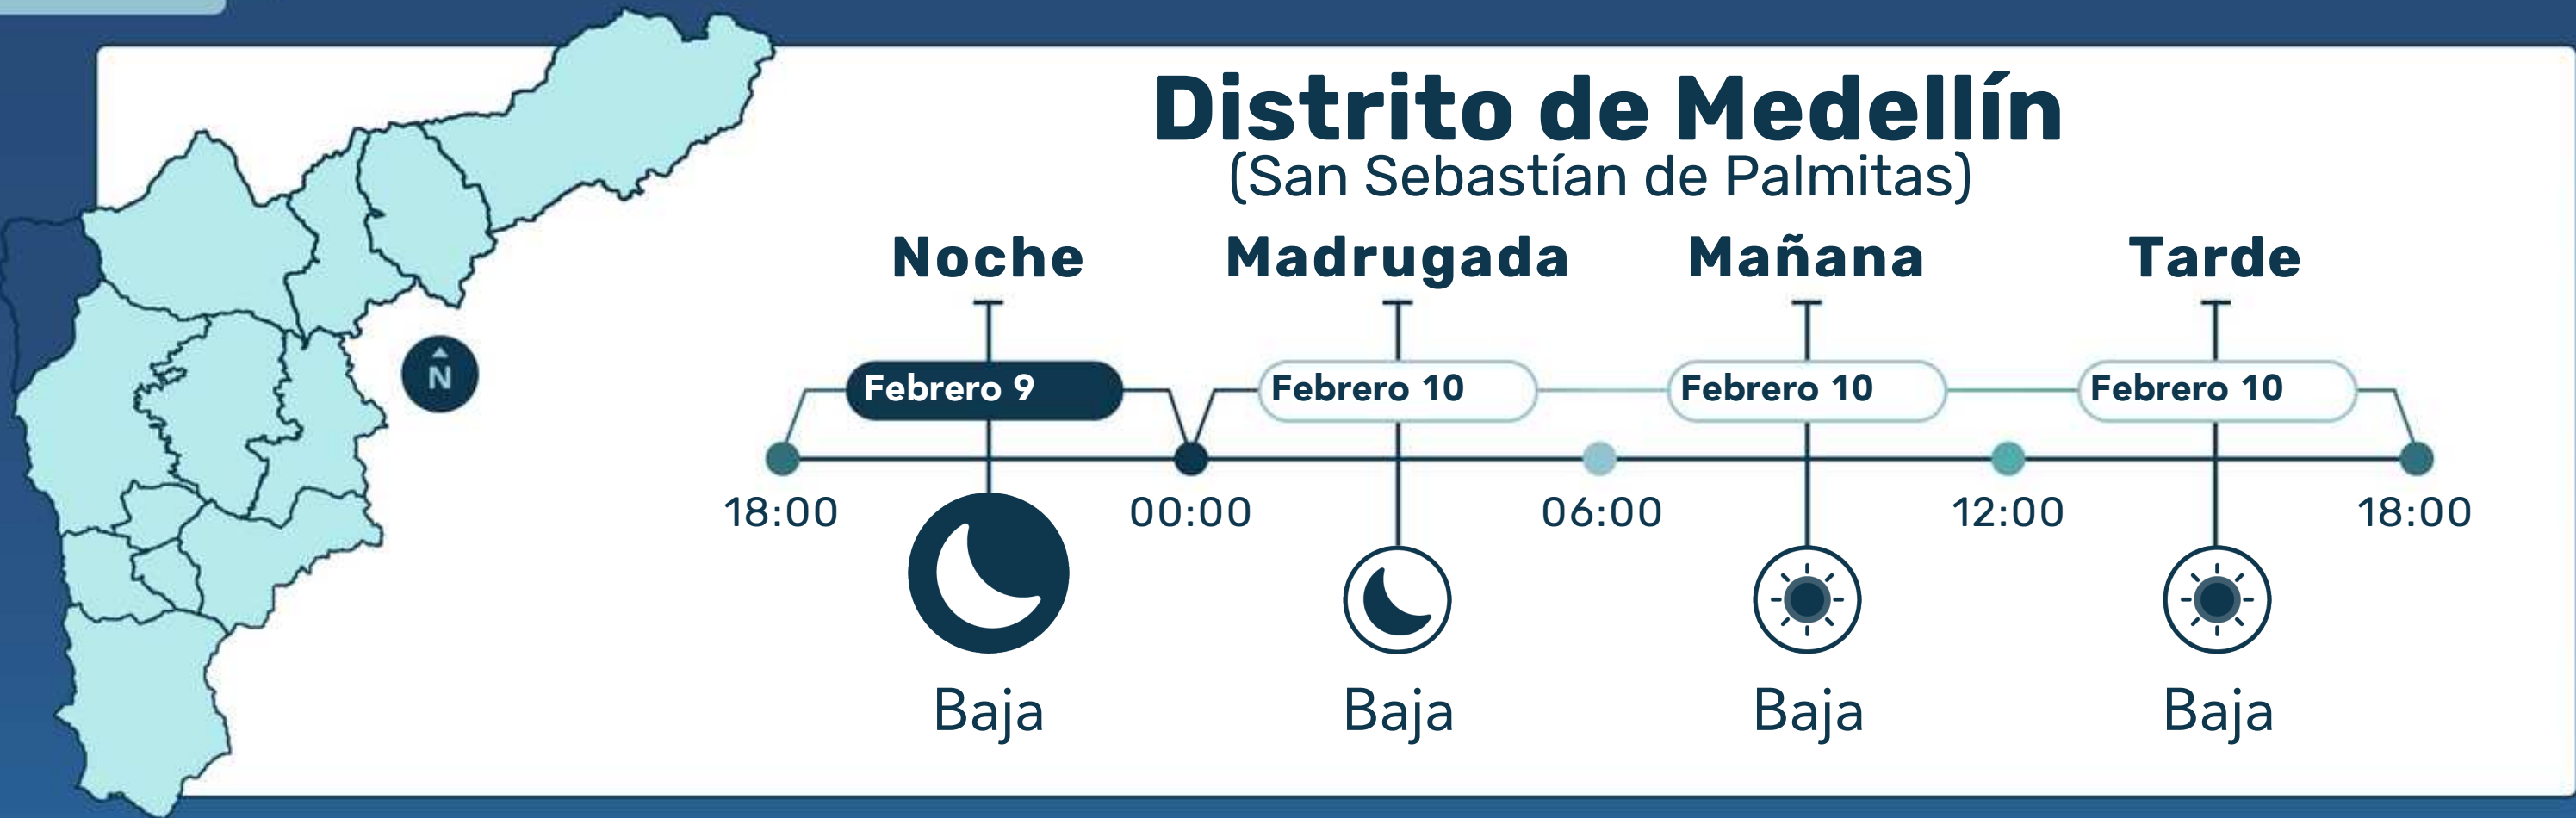 Distrito de Medellín
(San Sebastían de Palmitas)
Noche Madrugada Mañana Tarde
N
Febrero 9 Febrero 10 Febrero 10 Febrero 10
18:00 00:00 06:00 12:00 18:00
Baja Baja Baja Baja